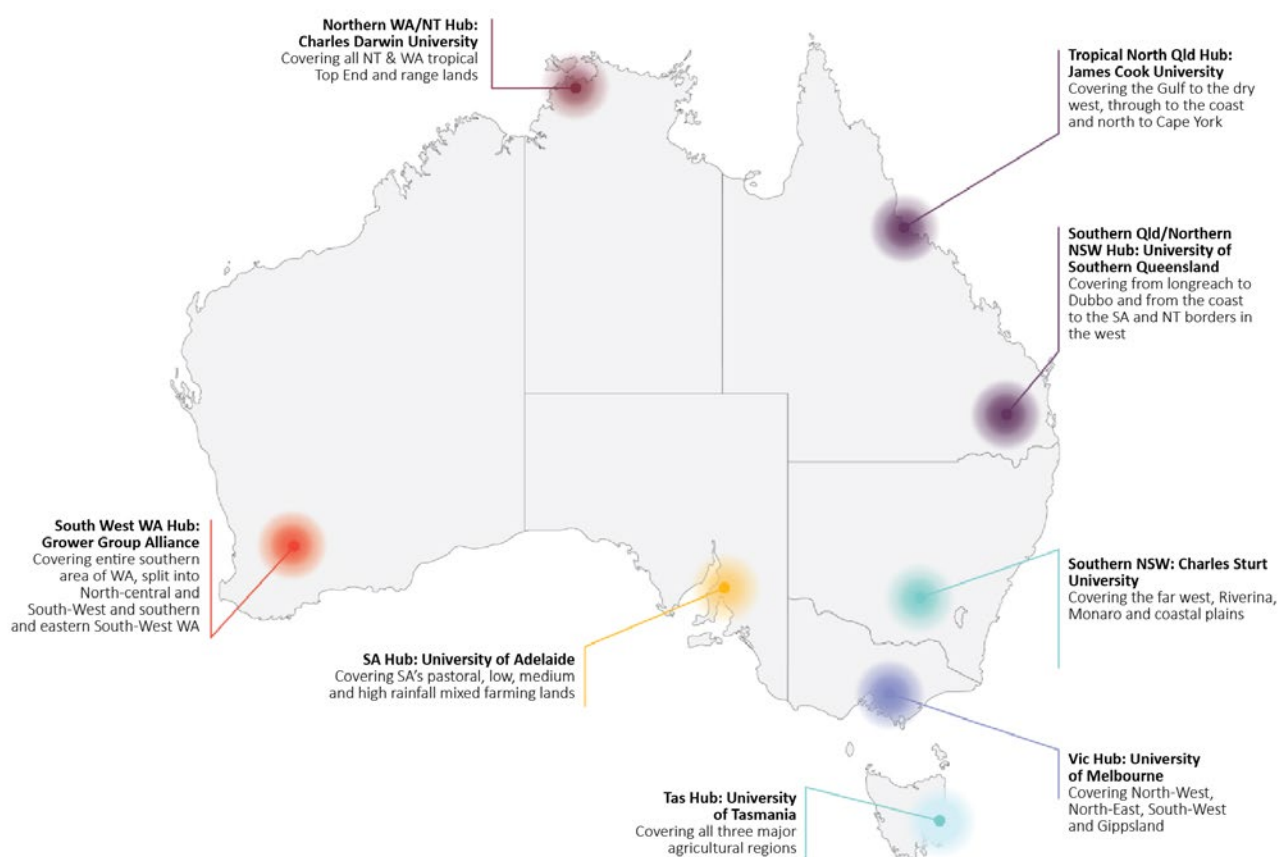 Northern WA/NT Hub:
Charles Darwin University
Covering all NT & WA tropical
Top End and range lands
Tropical North Qld Hub:
James Cook University
Covering the Gulf to the dry
west, through to the coast
and north to Cape York
Southern Qld/Northern
NSW Hub: University of
Southern Queensland
Covering from longreach to
Dubbo and from the coast
to the SA and NT borders in
the west
South West WA Hub:
Grower Group Alliance
Covering entire southern
area of WA, split into
North-central and
South-West and southern
and eastern South-West WA
Southern NSW: Charles Sturt
University
Covering the far west, Riverina,
Monaro and coastal plains
SA Hub: University of Adelaide
Covering SA's pastoral, low, medium
and high rainfall mixed farming lands
Vic Hub: University
of Melbourne
Covering North-West,
North-East, South-West
and Gippsland
Tas Hub: University
of Tasmania
Covering all three major
agricultural regions